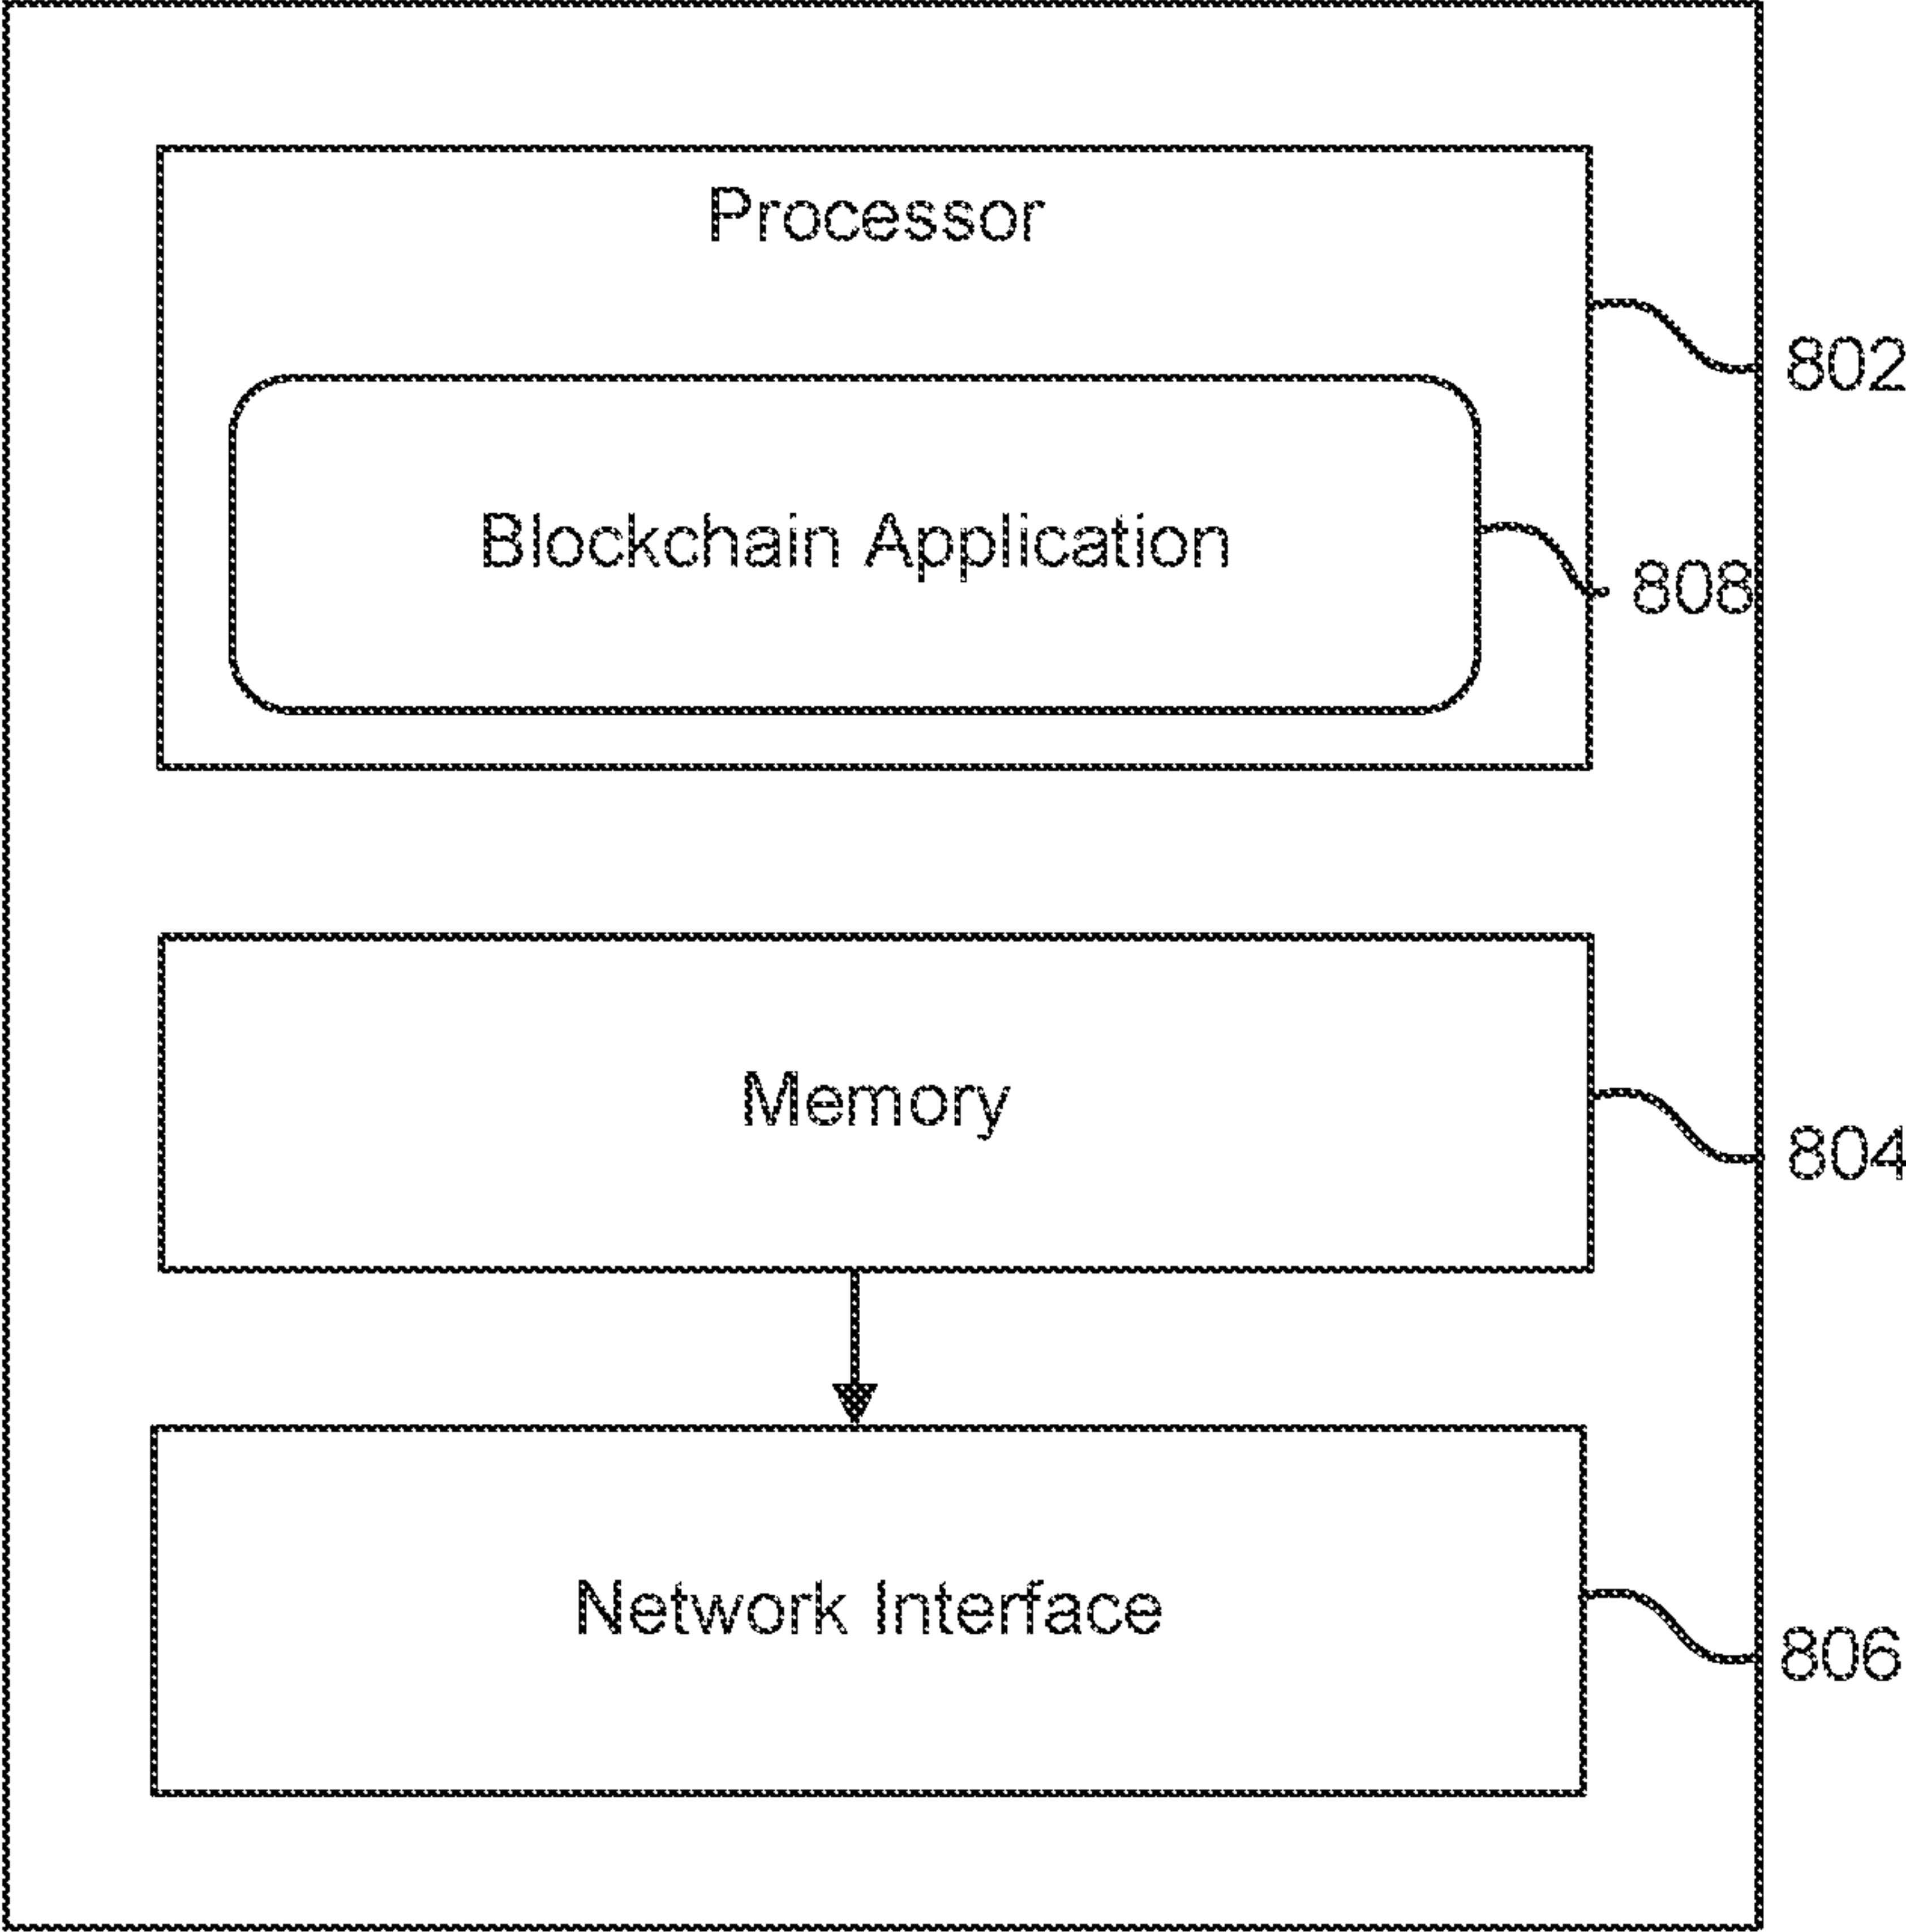 Processor
802
Blockchain Application
808
Memory
804
Network Interface
806